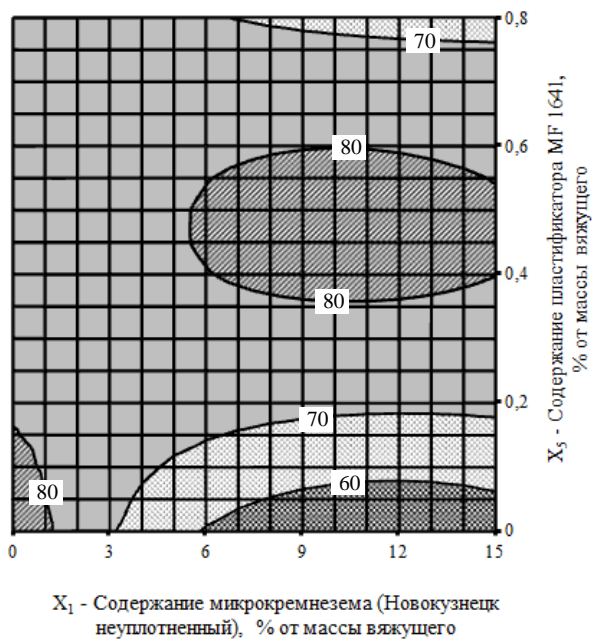 0,8
70
80
0,6
80
0,4
70
0,2
80
60
0
0 3 6 9 12 15
X5 - Содержание пластификатора MF 1641,
% от массы вяжущего
X1 - Содержание микрокремнезема (Новокузнецк
неуплотненный), % от массы вяжущего